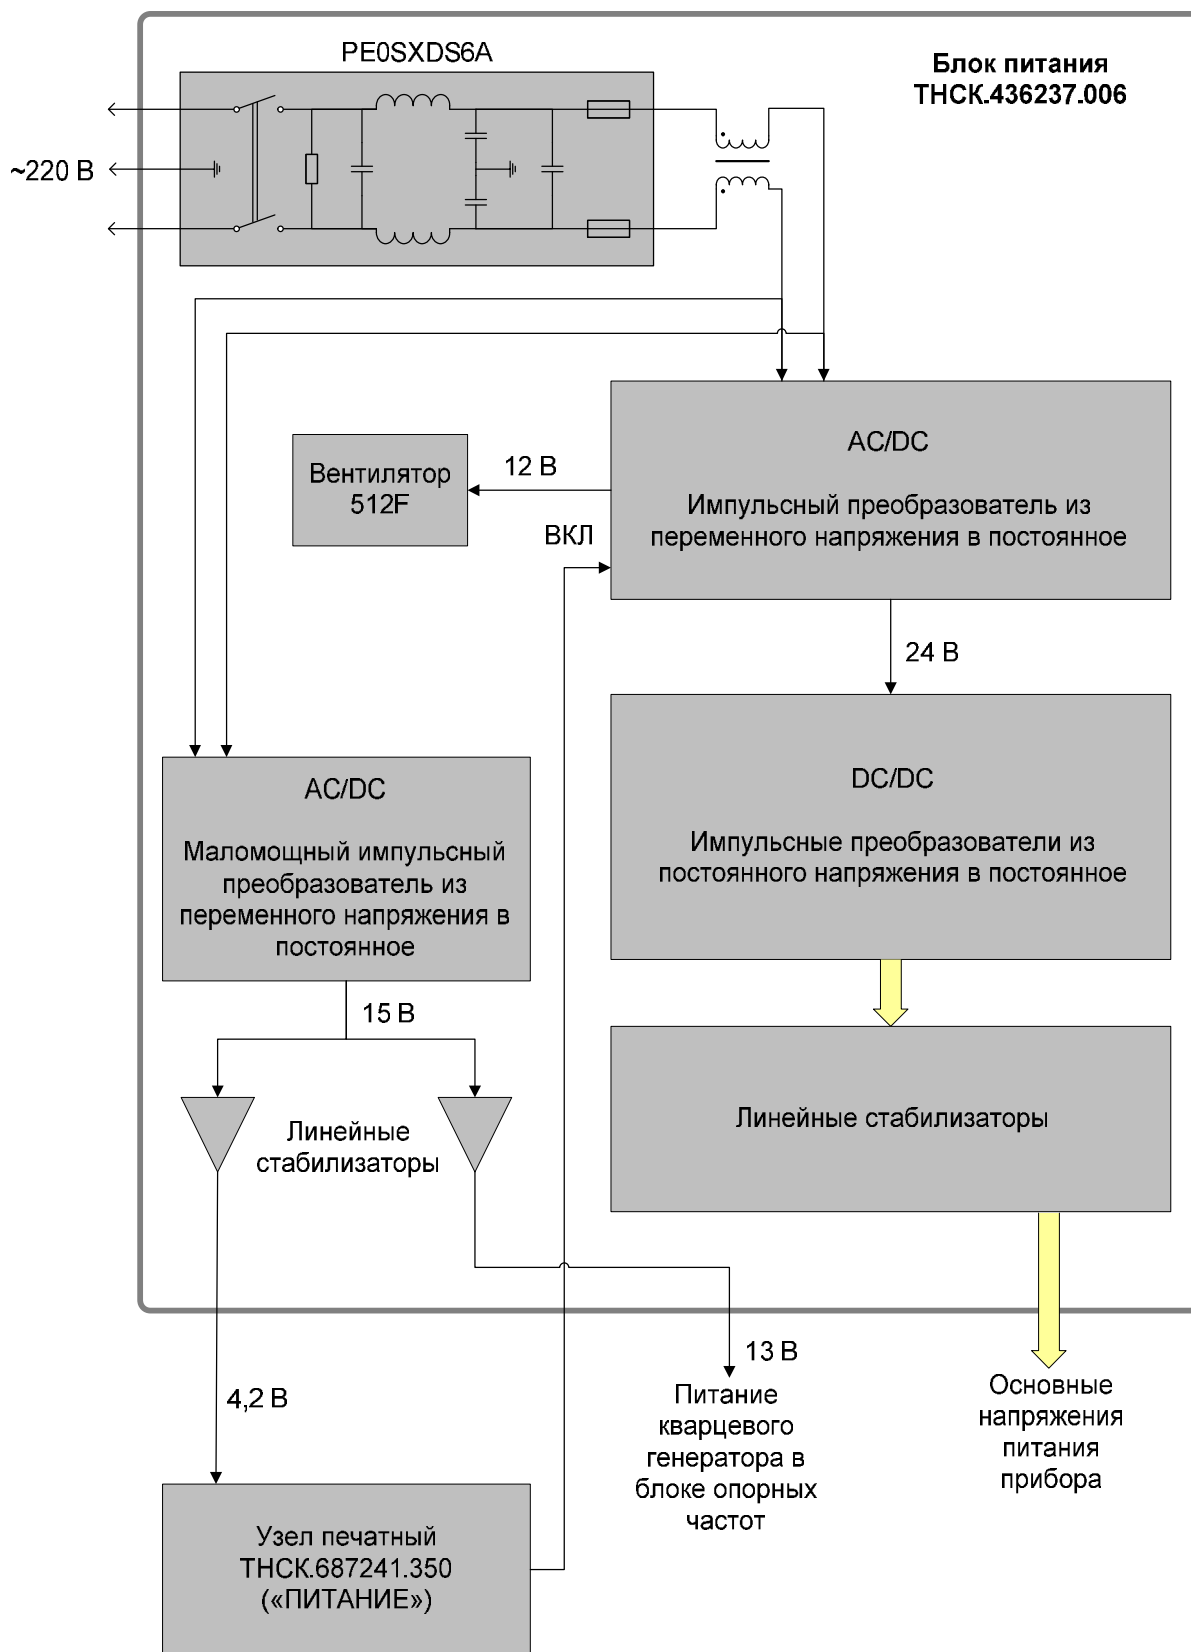 PE0SXDS6A
Блок питания
ТНСК.436237.006
~220 В
AC/DC
Импульсный преобразователь из
переменного напряжения в постоянное
Вентилятор
512F
12 В
ВКЛ
24 В
DC/DC
Импульсные преобразователи из
постоянного напряжения в постоянное
AC/DC
Маломощный импульсный
преобразователь из
переменного напряжения в
постоянное
15 В
Линейные
стабилизаторы
Линейные стабилизаторы
13 В
4,2 В
Питание
кварцевого
генератора в
блоке опорных
частот
Основные
напряжения
питания
прибора
Узел печатный
ТНСК.687241.350
(«ПИТАНИЕ»)